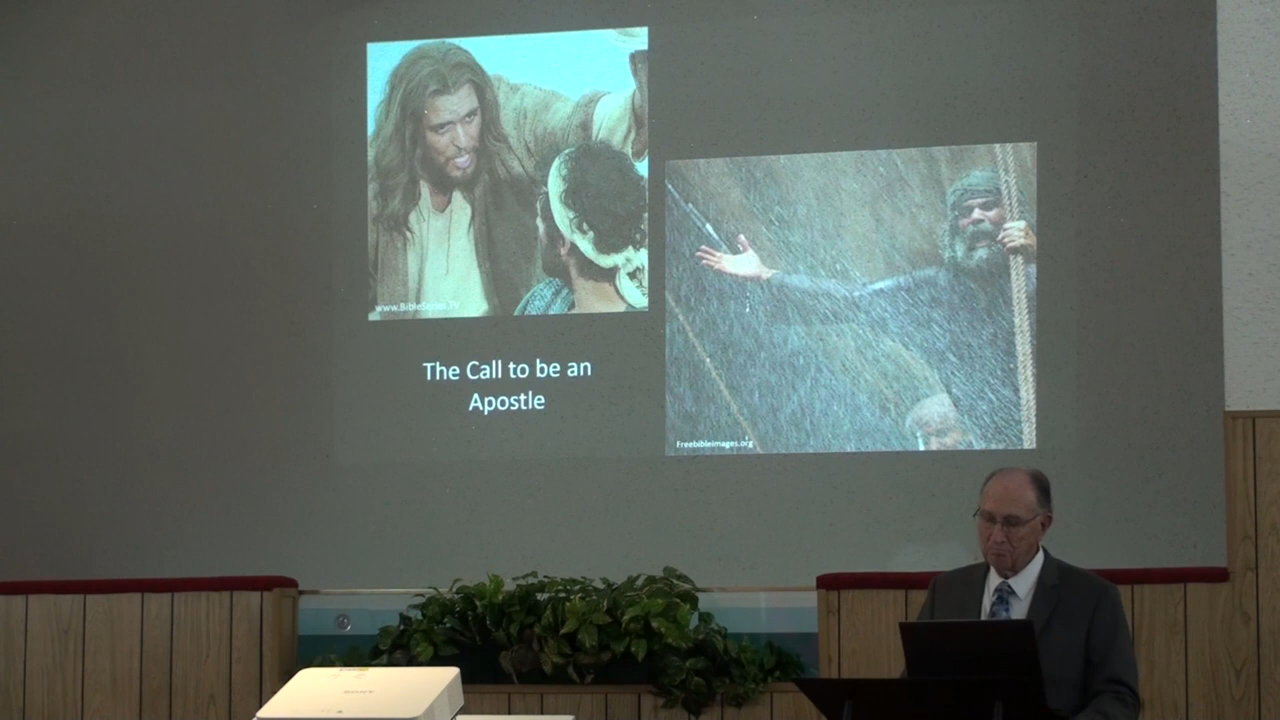 www.BibleSeries.TV
The Call to be an
Apostle
Freebibleimages.org